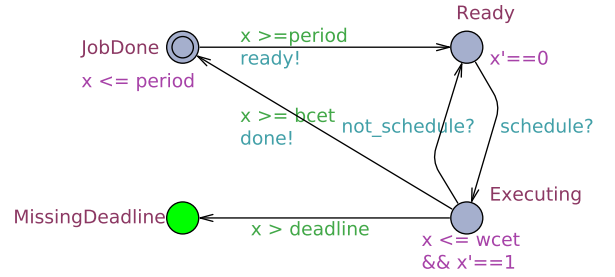 Ready
x >=period
JobDone
ready!
x'==0
x <= period
x >= bcet
not_schedule?
schedule?
done!
Executing
MissingDeadline
x > deadline
x <= wcet
&& x'==1